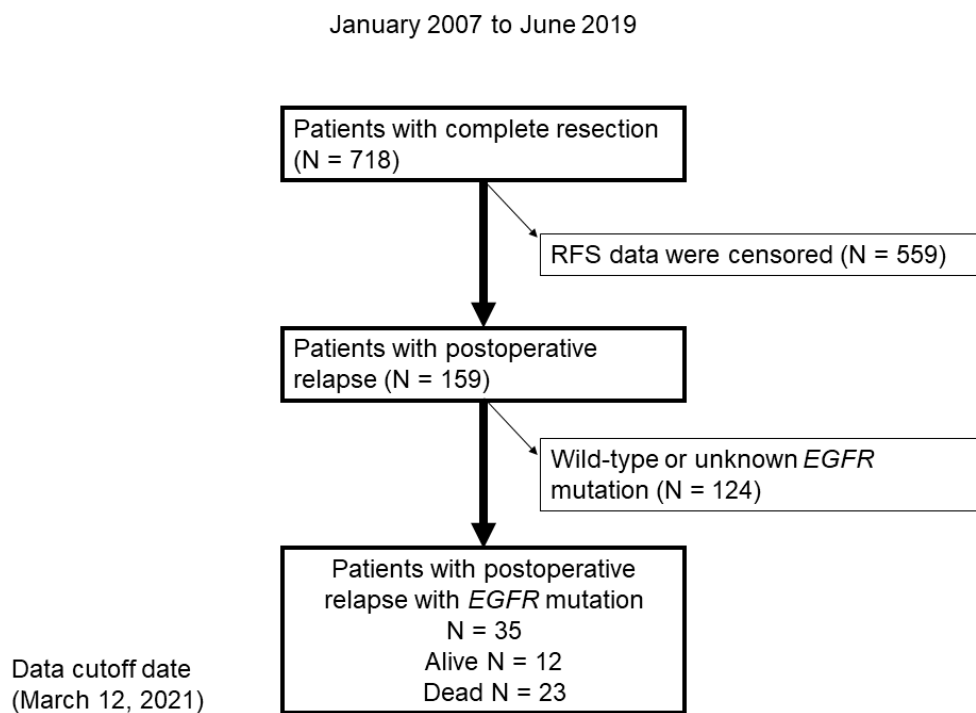 January 2007 to June 2019
Patients with complete resection
(N = 718)
RFS data were censored (N = 559)
Patients with postoperative
relapse (N = 159)
Wild-type or unknown EGFR
mutation (N = 124)
Patients with postoperative
relapse with EGFR mutation
N = 35
Alive N = 12
Dead N = 23
Data cutoff date
(March 12, 2021)